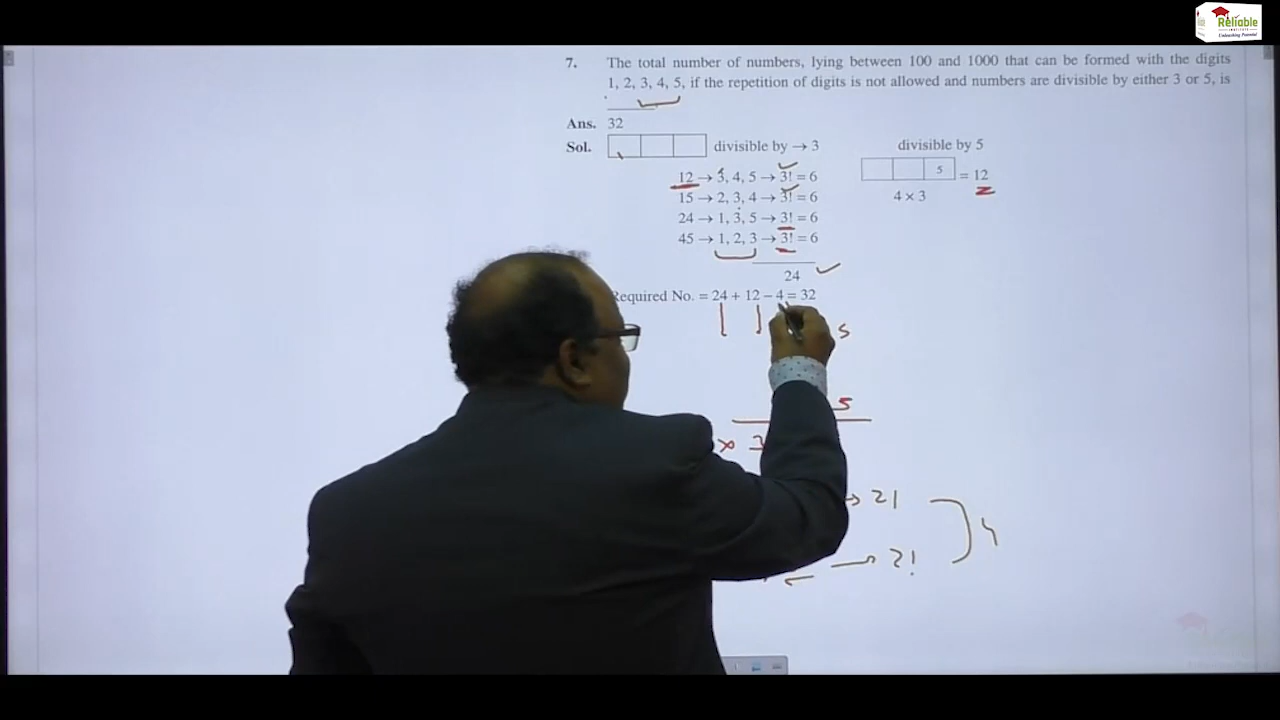 Reliable
INSTITUTE
Unleashing Potential
7. The total number of numbers, lying between 100 and 1000 that can be formed with the digits
1, 2, 3, 4, 5, if the repetition of digits is not allowed and numbers are divisible by either 3 or 5, is
Ans. 32
Sol. divisible by → 3
12 → 3, 4, 5 → 3! = 6
15 → 2, 3, 4 → 3! = 6
24 → 1, 3, 5 → 3! = 6
45 → 1, 2, 3 → 3! = 6
24
divisible by 5
5 = 12
4 × 3
Required No. = 24 + 12 – 4 = 32
5
5
× 3
→ 2!
→ 2!
4